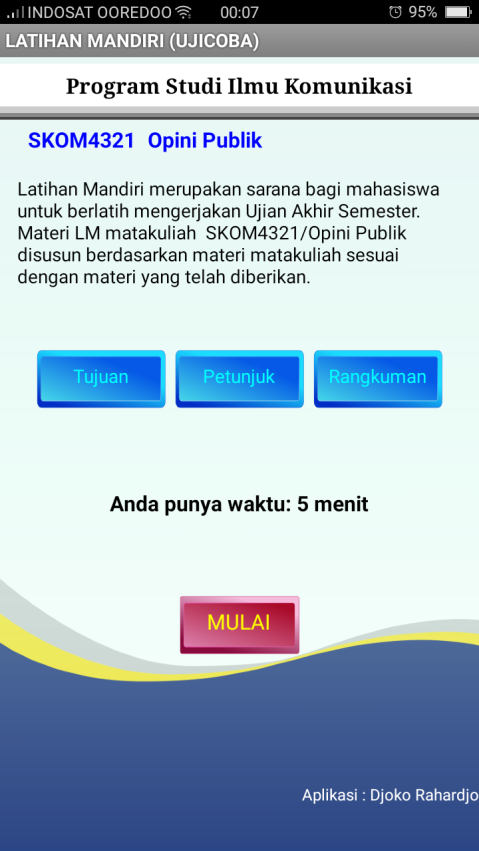 INDOSAT OOREDOO 00:07 95%
LATIHAN MANDIRI (UJICOBA)
Program Studi Ilmu Komunikasi
SKOM4321 Opini Publik
Latihan Mandiri merupakan sarana bagi mahasiswa
untuk berlatih mengerjakan Ujian Akhir Semester.
Materi LM matakuliah SKOM4321/Opini Publik
disusun berdasarkan materi matakuliah sesuai
dengan materi yang telah diberikan.
Tujuan Petunjuk Rangkuman
Anda punya waktu: 5 menit
MULAI
Aplikasi : Djoko Rahardjo